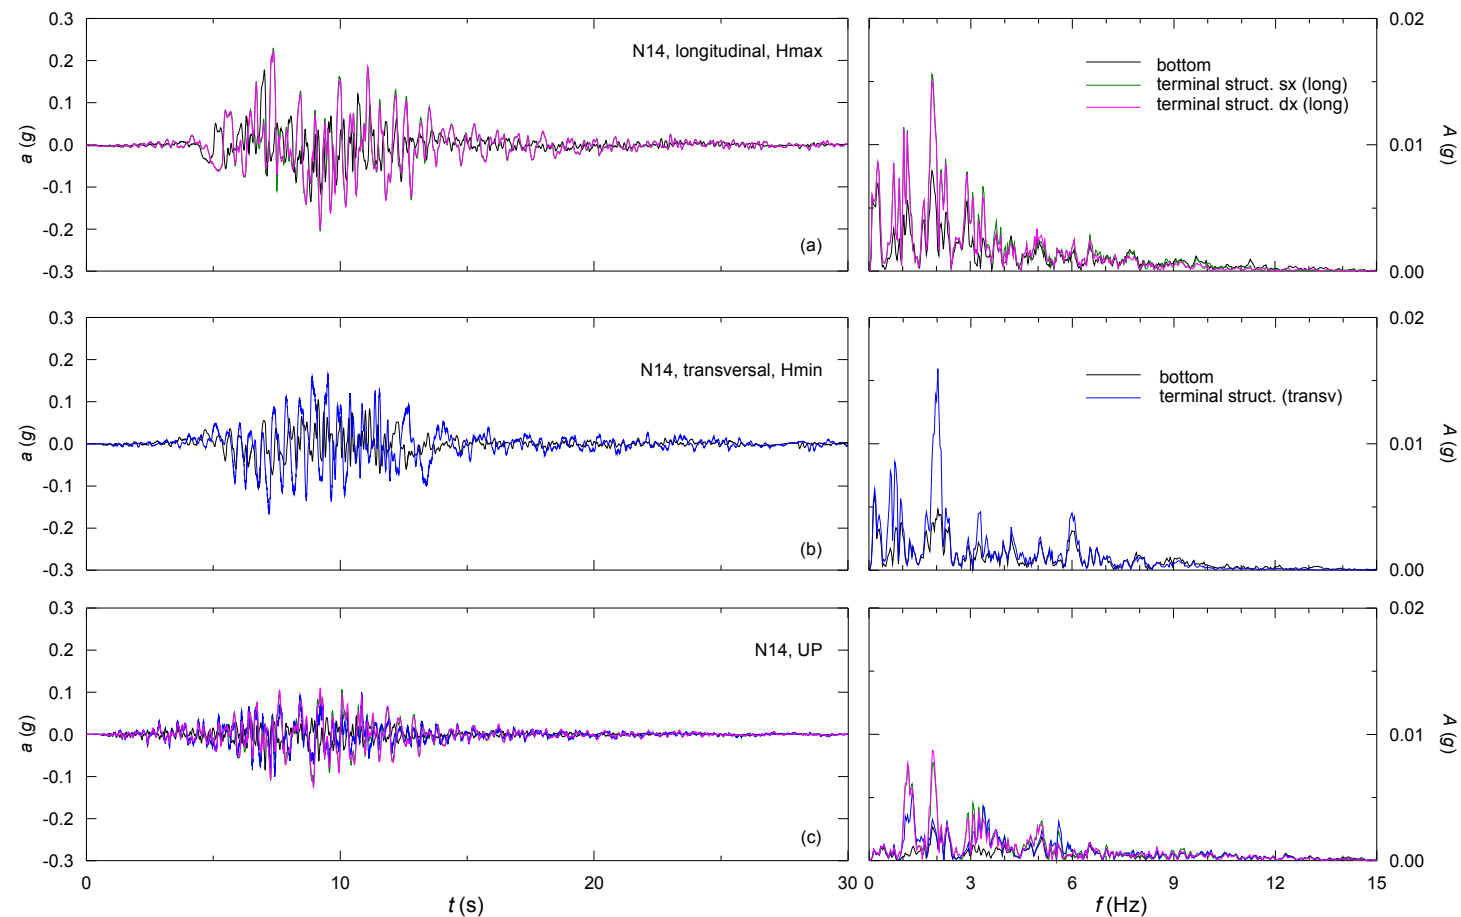 0.3
0.2
0.1
0.0
-0.1
-0.2
-0.3
a (g)
N14, longitudinal, Hmax
(a)
bottom
terminal struct. sx (long)
terminal struct. dx (long)
0.02
0.01
0.00
A (g)
0.3
0.2
0.1
0.0
-0.1
-0.2
-0.3
a (g)
N14, transversal, Hmin
(b)
bottom
terminal struct. (transv)
0.02
0.01
0.00
A (g)
0.3
0.2
0.1
0.0
-0.1
-0.2
-0.3
a (g)
N14, UP
(c)
0.02
0.01
0.00
A (g)
0 10 20 30
t (s)
0 3 6 9 12 15
f (Hz)